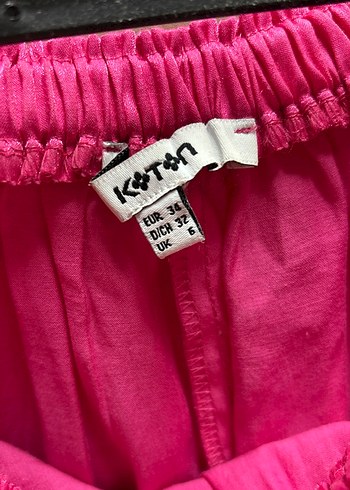 KOTON
EUR 34
D/CH 32
UK 6